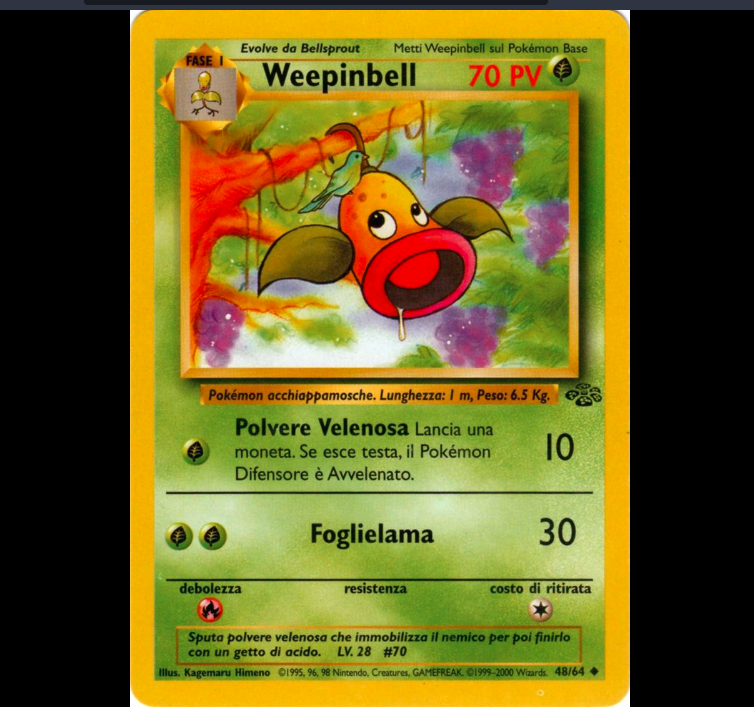 Evolve da Bellsprout Metti Weepinbell sul Pokémon Base
FASE 1
Weepinbell 70 PV
Pokémon acchiappamosche. Lunghezza: 1 m, Peso: 6.5 Kg.
Polvere Velenosa Lancia una
moneta. Se esce testa, il Pokémon
Difensore è Avvelenato.
10
Foglielama 30
debolezza resistenza costo di ritirata
Sputa polvere velenosa che immobilizza il nemico per poi finirlo
con un getto di acido. LV. 28 #70
Illus. Kagemaru Himeno ©1995, 96, 98 Nintendo, Creatures, GAMEFREAK. ©1999-2000 Wizards. 48/64